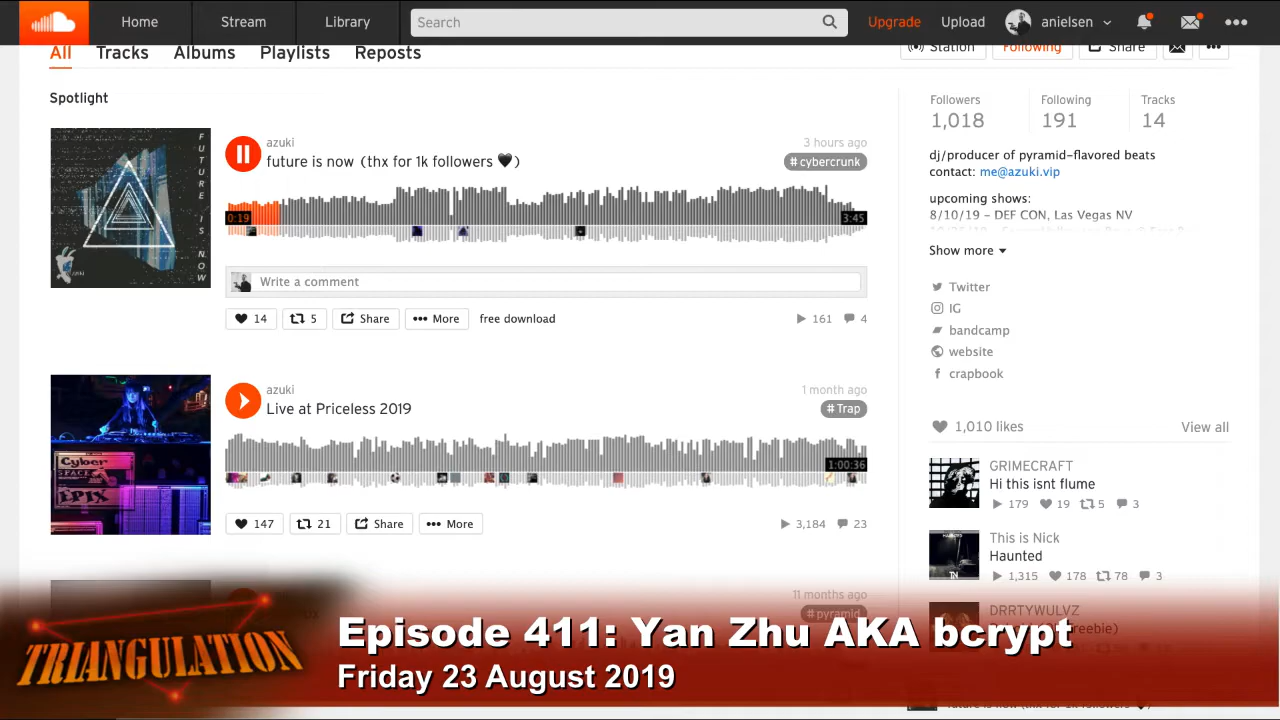 Home
Stream
Library
Search
Upgrade
Upload
anielsen
All
Tracks
Albums
Playlists
Reposts
Station
Following
Share
Spotlight
FUTURE IS NOW
azuki
3 hours ago
future is now (thx for 1k followers 🖤)
# cybercrunk
0:19
3:45
Write a comment
14
5
Share
More
free download
161
4
azuki
1 month ago
Live at Priceless 2019
# Trap
1:00:36
Cyber
SPACE
EPIX
147
21
Share
More
3,184
23
11 months ago
# pyramid
Followers
Following
Tracks
1,018
191
14
dj/producer of pyramid-flavored beats
contact: me@azuki.vip
upcoming shows:
8/10/19 – DEF CON, Las Vegas NV
Show more
Twitter
IG
bandcamp
website
crapbook
1,010 likes
View all
GRIMECRAFT
Hi this isnt flume
179
19
5
3
This is Nick
Haunted
1,315
178
78
3
DRRTYWULVZ
TRIANGULATION
Episode 411: Yan Zhu AKA bcrypt
Friday 23 August 2019